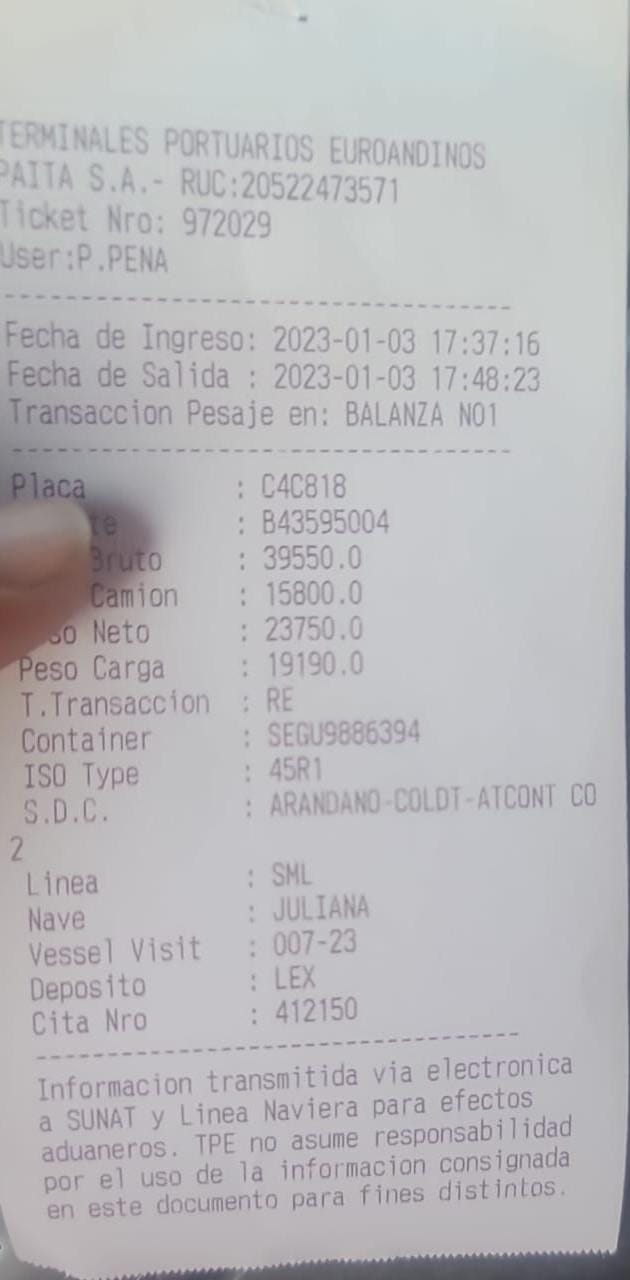 TERMINALES PORTUARIOS EUROANDINOS
PAITA S.A.- RUC:20522473571
Ticket Nro: 972029
User:P.PENA
Fecha de Ingreso: 2023-01-03 17:37:16
Fecha de Salida : 2023-01-03 17:48:23
Transaccion Pesaje en: BALANZA NO1
Placa : C4C818
: B43595004
Bruto : 39550.0
Camion : 15800.0
Neto : 23750.0
Peso Carga : 19190.0
T.Transaccion : RE
Container : SEGU9886394
ISO Type : 45R1
S.D.C. : ARANDANO-COLDT-ATCONT CO
2
Linea : SML
Nave : JULIANA
Vessel Visit : 007-23
Deposito : LEX
Cita Nro : 412150
Informacion transmitida via electronica
a SUNAT y Linea Naviera para efectos
aduaneros. TPE no asume responsabilidad
por el uso de la informacion consignada
en este documento para fines distintos.